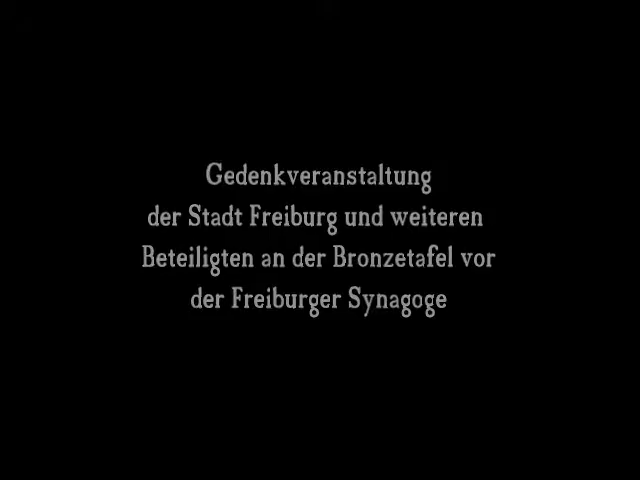 Gedenkveranstaltung
der Stadt Freiburg und weiteren
Beteiligten an der Bronzetafel vor
der Freiburger Synagoge